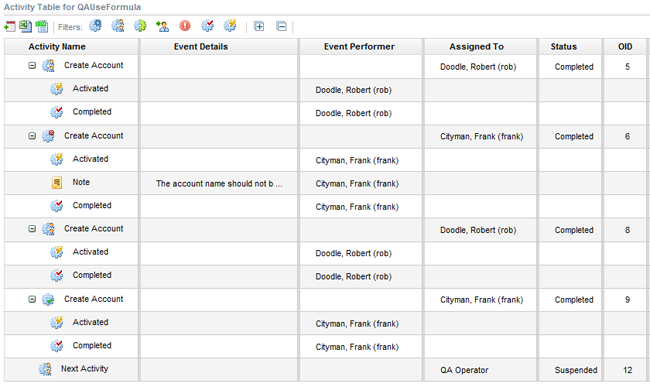 Activity Table for QAUseFormula
Filters:
Activity Name Event Details Event Performer Assigned To Status OID
Create Account Doodle, Robert (rob) Completed 5
Activated Doodle, Robert (rob)
Completed Doodle, Robert (rob)
Create Account Cityman, Frank (frank) Completed 6
Activated Cityman, Frank (frank)
Note The account name should not b ... Cityman, Frank (frank)
Completed Cityman, Frank (frank)
Create Account Doodle, Robert (rob) Completed 8
Activated Doodle, Robert (rob)
Completed Doodle, Robert (rob)
Create Account Cityman, Frank (frank) Completed 9
Activated Cityman, Frank (frank)
Completed Cityman, Frank (frank)
Next Activity QA Operator Suspended 12